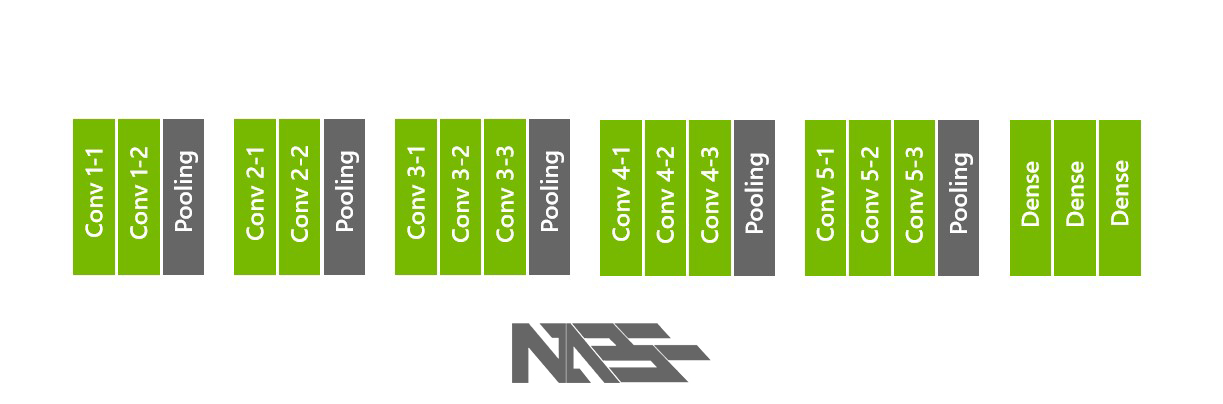 Conv 1-1
Conv 1-2
Pooling
Conv 2-1
Conv 2-2
Pooling
Conv 3-1
Conv 3-2
Conv 3-3
Pooling
Conv 4-1
Conv 4-2
Conv 4-3
Pooling
Conv 5-1
Conv 5-2
Conv 5-3
Pooling
Dense
Dense
Dense